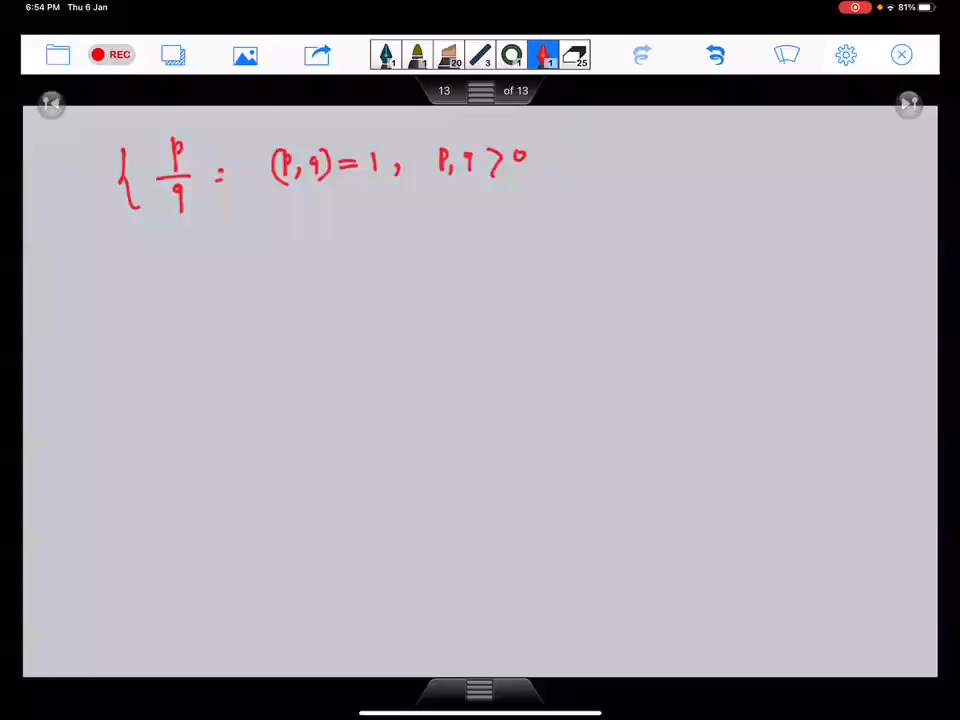 6:54 PM Thu 6 Jan 81%
REC 1 1 20 3 1 1 25
13 of 13
{ p/q : (p, q) = 1, p, q > 0